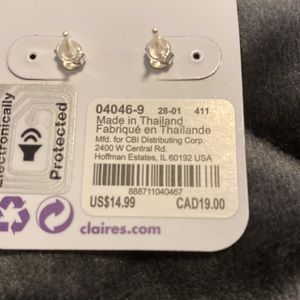 Electronically
Protected
04046-9 28-01 411
Made in Thailand
Fabriqué en Thaïlande
Mfd. for CBI Distributing Corp.
2400 W Central Rd.
Hoffman Estates, IL 60192 USA
888711040467
US$14.99 CAD19.00
claires.com